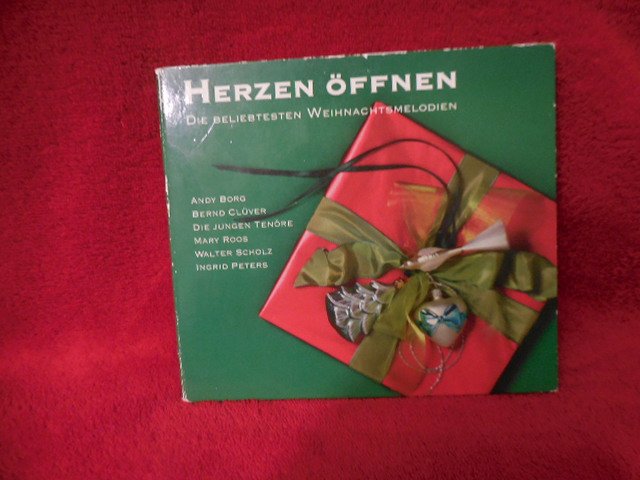 HERZEN ÖFFNEN
DIE BELIEBTESTEN WEIHNACHTSMELODIEN
ANDY BORG
BERND CLÜVER
DIE JUNGEN TENÖRE
MARY ROOS
WALTER SCHOLZ
INGRID PETERS